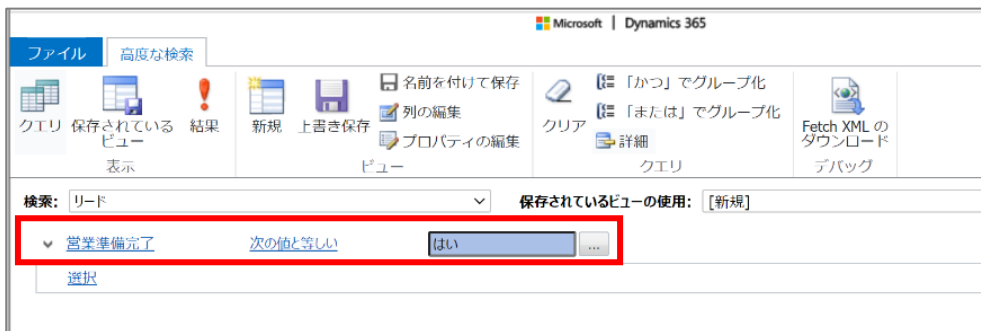 Microsoft | Dynamics 365
ファイル 高度な検索
クエリ 保存されているビュー 結果
表示
新規 上書き保存 名前を付けて保存
列の編集
プロパティの編集
ビュー
クリア 「かつ」でグループ化
「または」でグループ化
詳細
クエリ
Fetch XML のダウンロード
デバッグ
検索: リード 保存されているビューの使用: [新規]
営業準備完了 次の値と等しい はい ...
選択